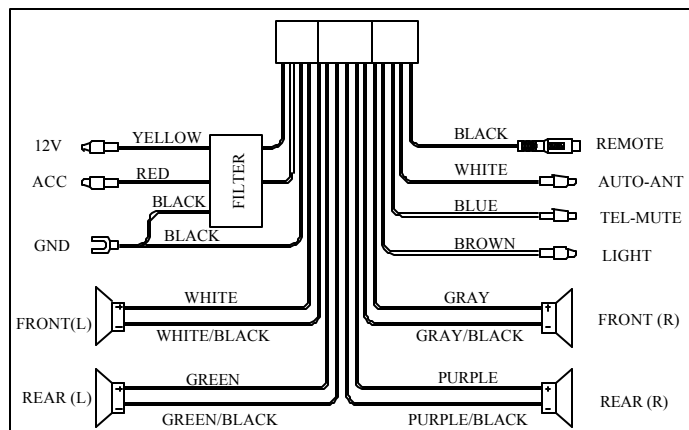 12V
YELLOW
ACC
RED
BLACK
GND
BLACK
FILTER
BLACK
REMOTE
WHITE
AUTO-ANT
BLUE
TEL-MUTE
BROWN
LIGHT
FRONT(L)
+
-
WHITE
WHITE/BLACK
GRAY
GRAY/BLACK
+
-
FRONT (R)
REAR (L)
+
-
GREEN
GREEN/BLACK
PURPLE
PURPLE/BLACK
+
-
REAR (R)